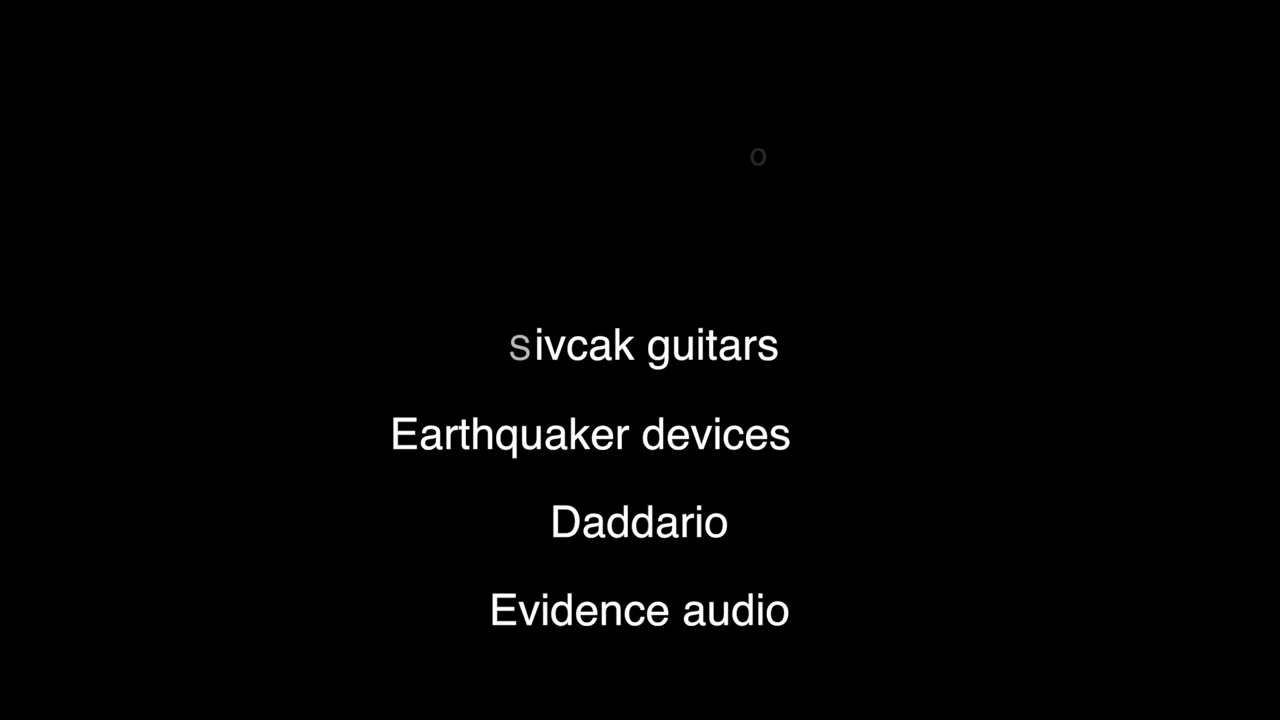 o
sivcak guitars
Earthquaker devices
Daddario
Evidence audio